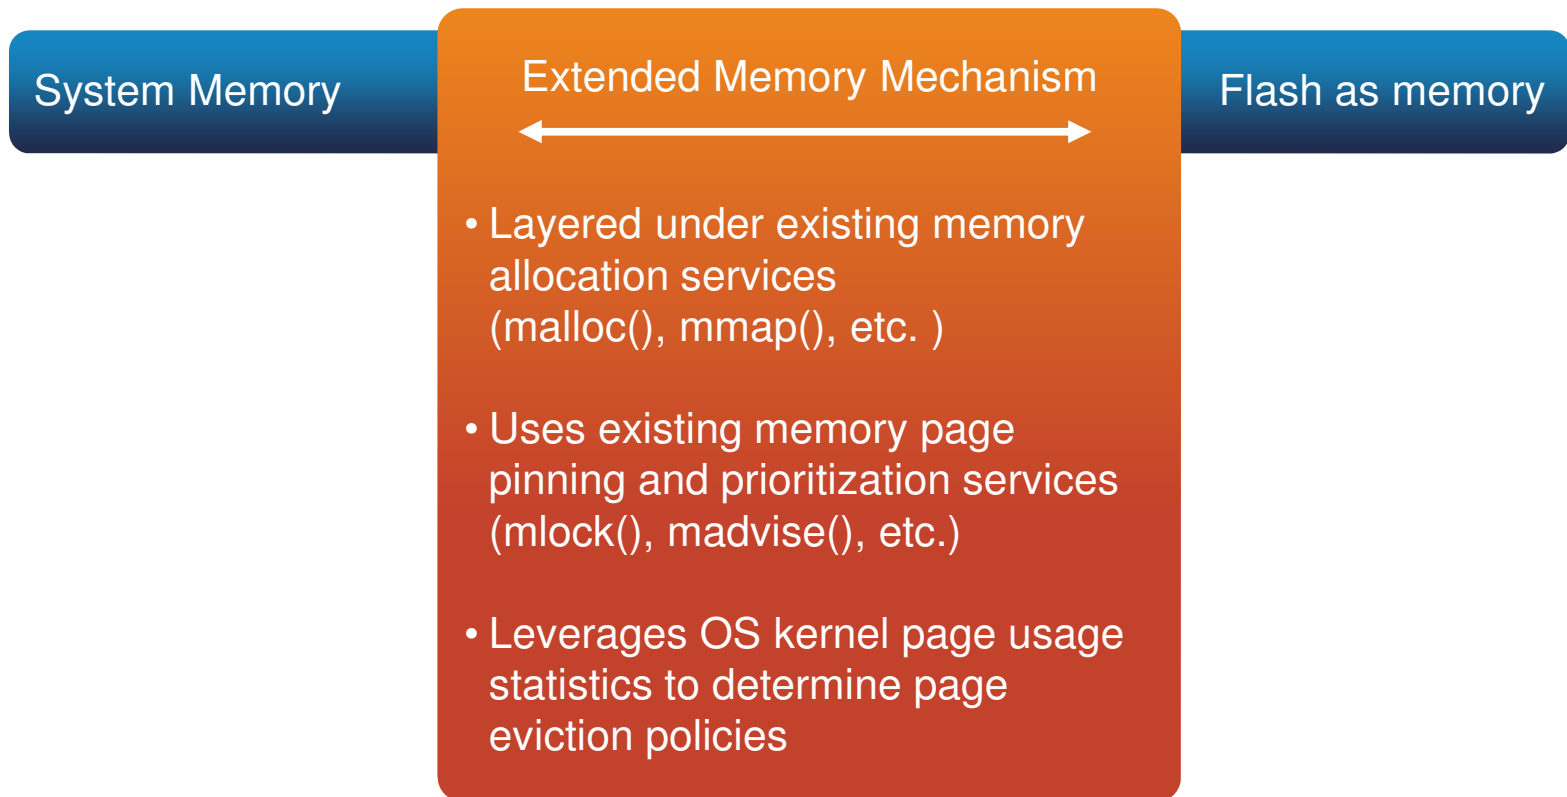 System Memory
Extended Memory Mechanism
Flash as memory
• Layered under existing memory
allocation services
(malloc(), mmap(), etc. )
• Uses existing memory page
pinning and prioritization services
(mlock(), madvise(), etc.)
• Leverages OS kernel page usage
statistics to determine page
eviction policies